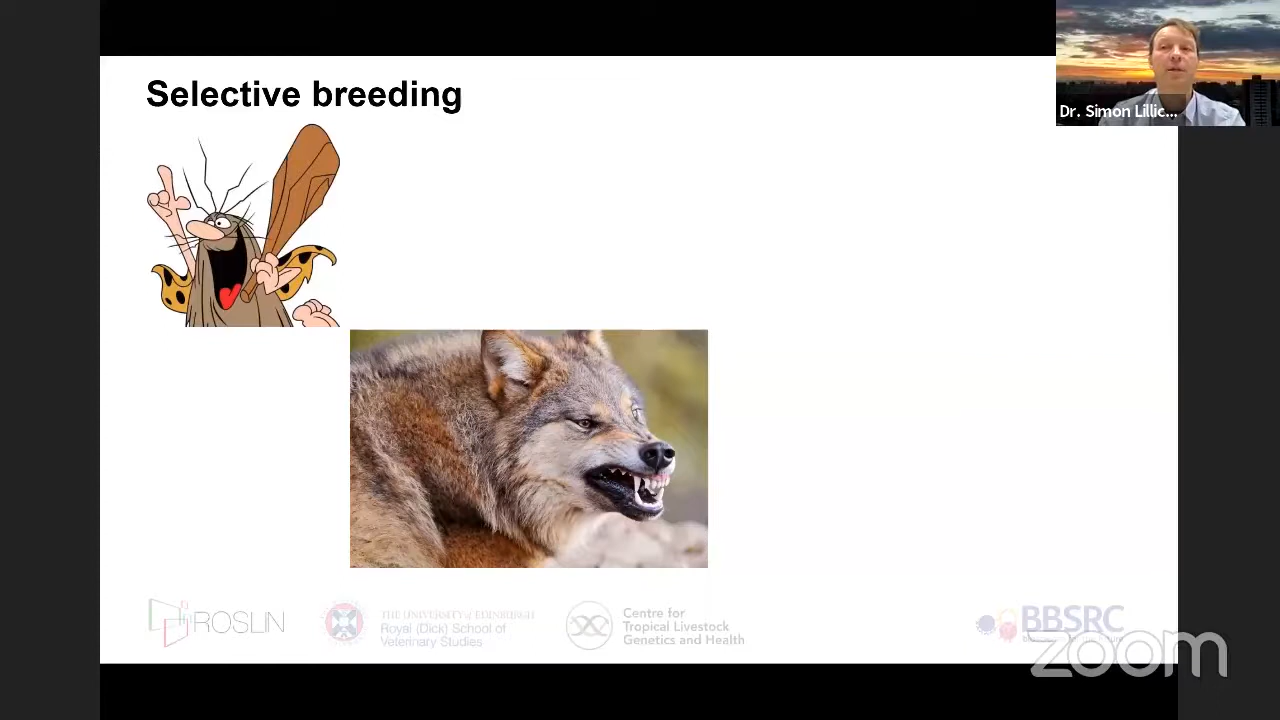 Selective breeding
Dr. Simon Lillic...
ROSLIN
THE UNIVERSITY of EDINBURGH
Royal (Dick) School of
Veterinary Studies
Centre for
Tropical Livestock
Genetics and Health
BBSRC
zoom